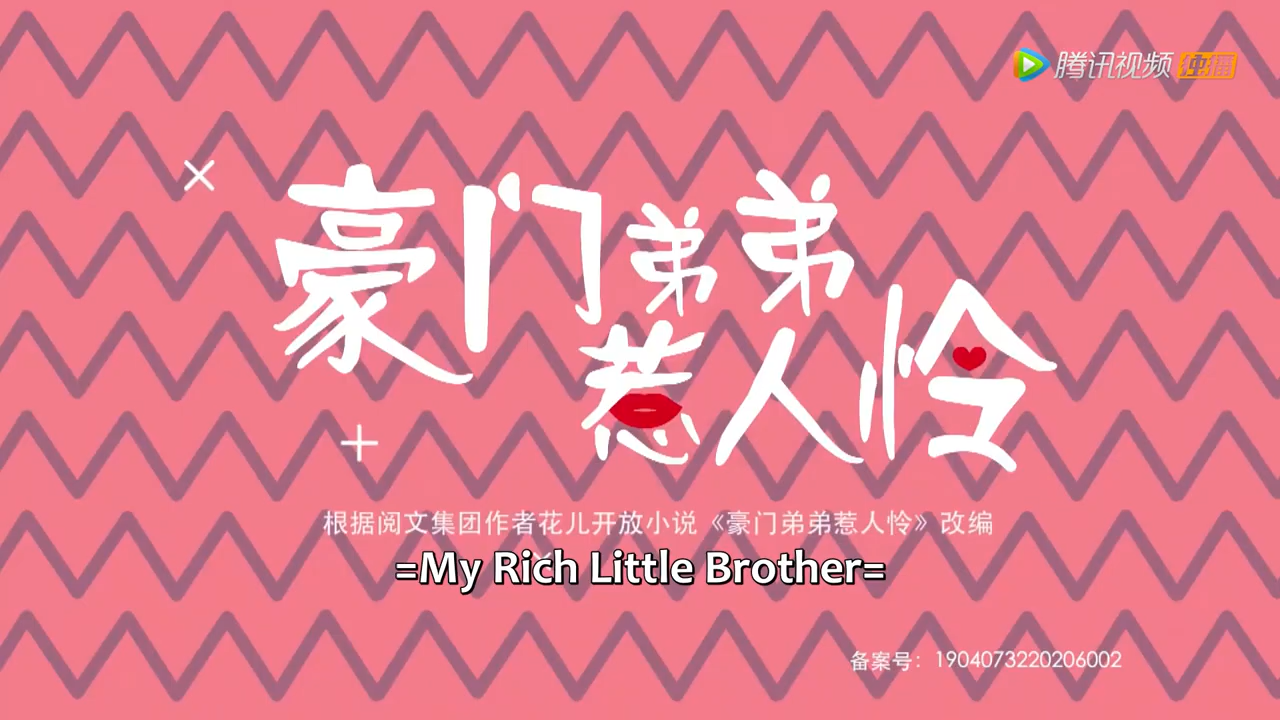 腾讯视频 独播
豪门弟弟
惹人怜
根据阅文集团作者花儿开放小说《豪门弟弟惹人怜》改编
=My Rich Little Brother=
备案号：1904073220206002